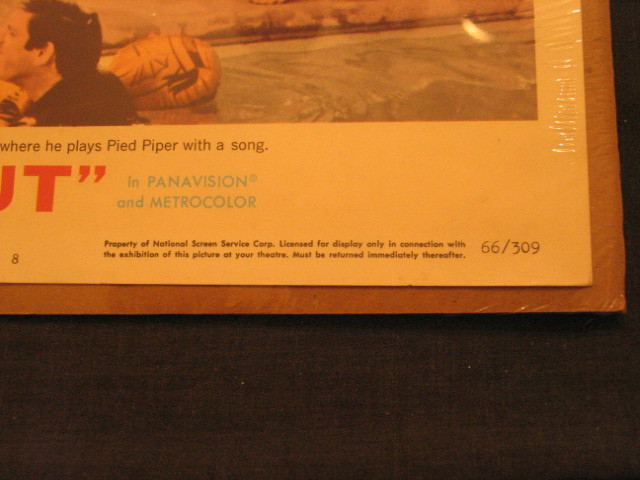 where he plays Pied Piper with a song.
UT"
In PANAVISION®
and METROCOLOR
Property of National Screen Service Corp. Licensed for display only in connection with
the exhibition of this picture at your theatre. Must be returned immediately thereafter.
66/309
8